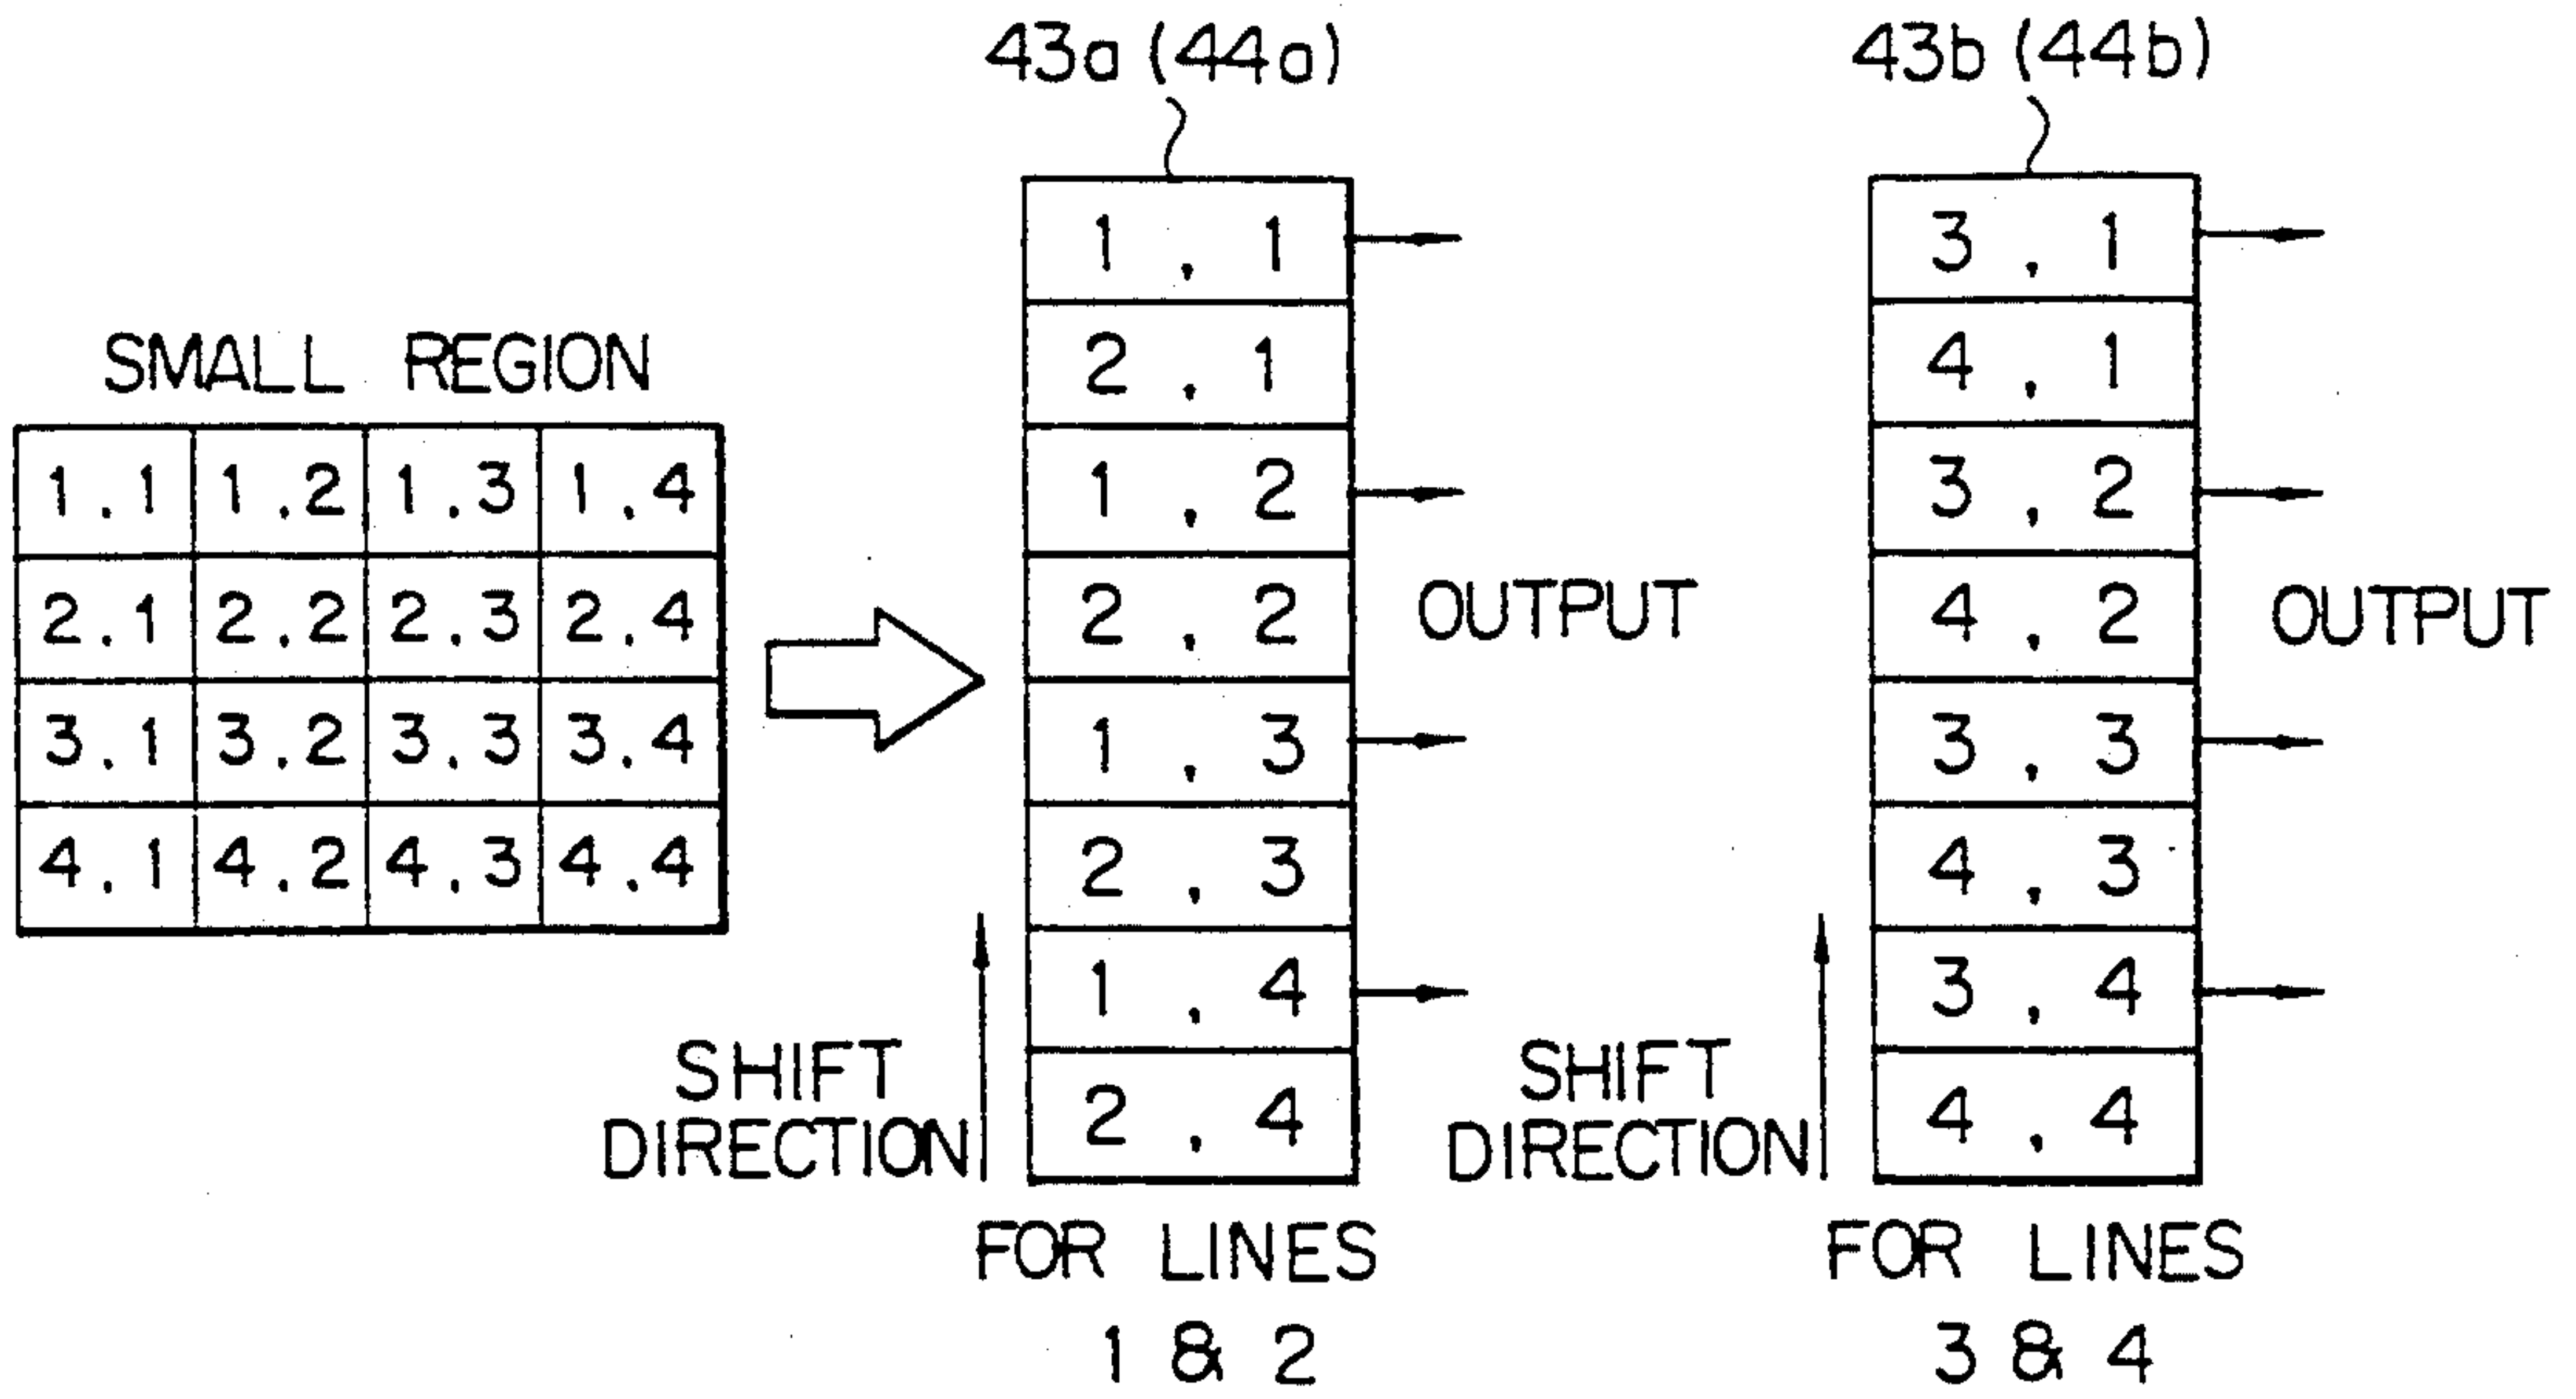 43a (44a)
43b (44b)
SMALL REGION
1.1 1.2 1.3 1.4
2.1 2.2 2.3 2.4
3.1 3.2 3.3 3.4
4.1 4.2 4.3 4.4
1 , 1
2 , 1
1 , 2
2 , 2
1 , 3
2 , 3
1 , 4
2 , 4
OUTPUT
SHIFT
DIRECTION
FOR LINES
1 & 2
3 , 1
4 , 1
3 , 2
4 , 2
3 , 3
4 , 3
3 , 4
4 , 4
OUTPUT
SHIFT
DIRECTION
FOR LINES
3 & 4